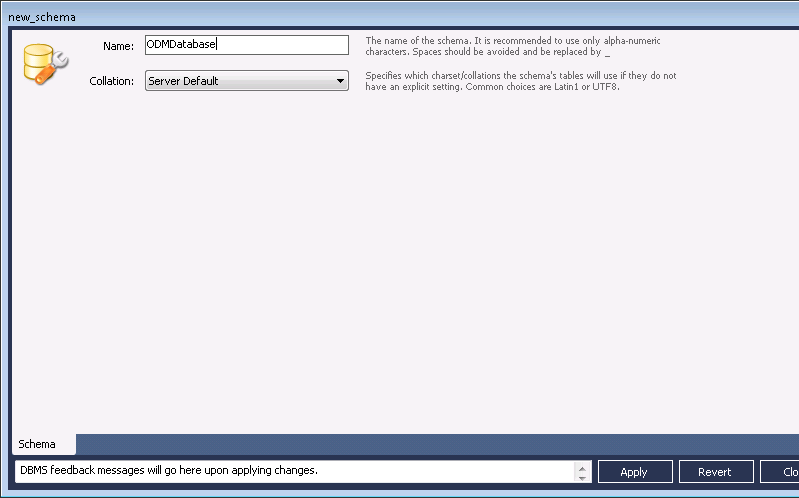 new_schema
Name:
ODMDatabase
The name of the schema. It is recommended to use only alpha-numeric
characters. Spaces should be avoided and be replaced by _
Collation:
Server Default
Specifies which charset/collations the schema's tables will use if they do not
have an explicit setting. Common choices are Latin1 or UTF8.
Schema
DBMS feedback messages will go here upon applying changes.
Apply
Revert
Clo